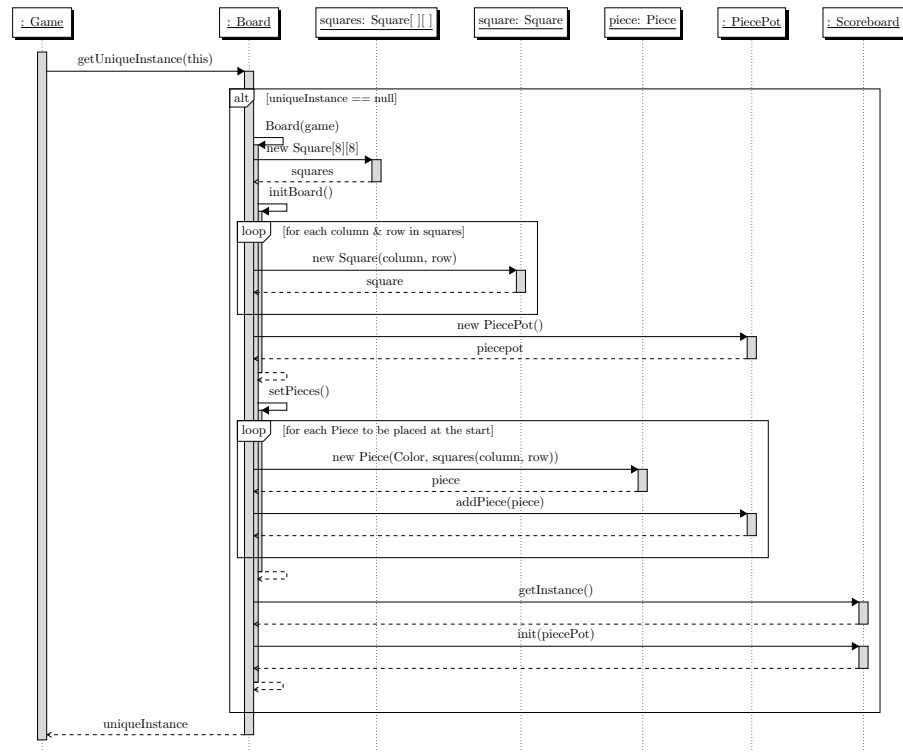 : Game
: Board
squares: Square[ ][ ]
square: Square
piece: Piece
: PiecePot
: Scoreboard
getUniqueInstance(this)
alt
[uniqueInstance == null]
Board(game)
new Square[8][8]
squares
initBoard()
loop
[for each column & row in squares]
new Square(column, row)
square
new PiecePot()
piecepot
setPieces()
loop
[for each Piece to be placed at the start]
new Piece(Color, squares(column, row))
piece
addPiece(piece)
getInstance()
init(piecePot)
uniqueInstance